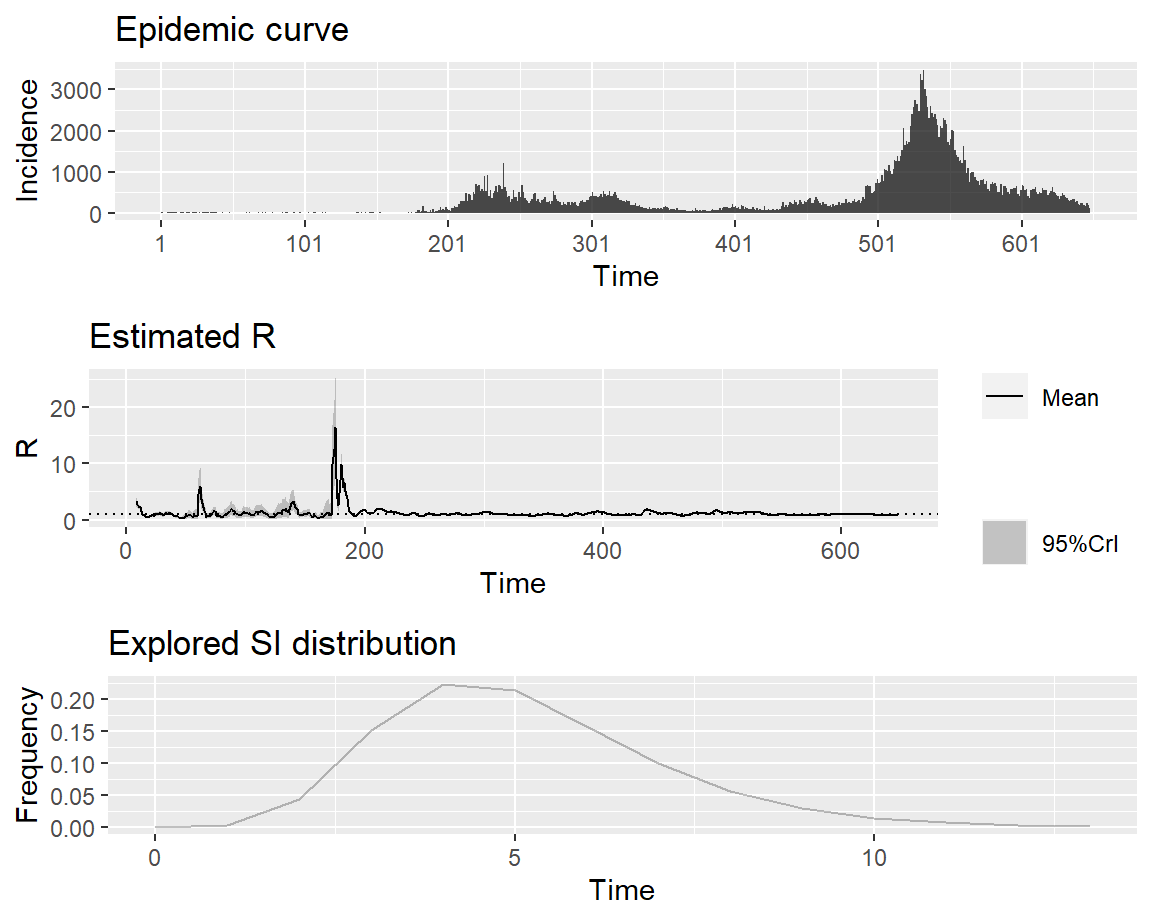 Epidemic curve
Incidence
3000
2000
1000
0
1 101 201 301 401 501 601
Time
Estimated R
R
20
10
0
0 200 400 600
Time
Mean
95%CrI
Explored SI distribution
Frequency
0.20
0.15
0.10
0.05
0.00
0 5 10
Time